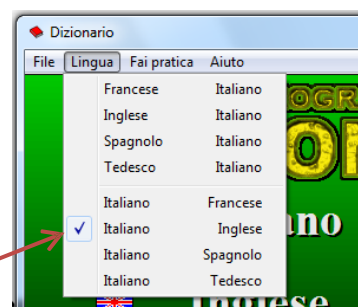 Dizionario
File Lingua Fai pratica Aiuto
Francese Italiano
Inglese Italiano
Spagnolo Italiano
Tedesco Italiano
Italiano Francese
Italiano Inglese
Italiano Spagnolo
Italiano Tedesco
Inglese